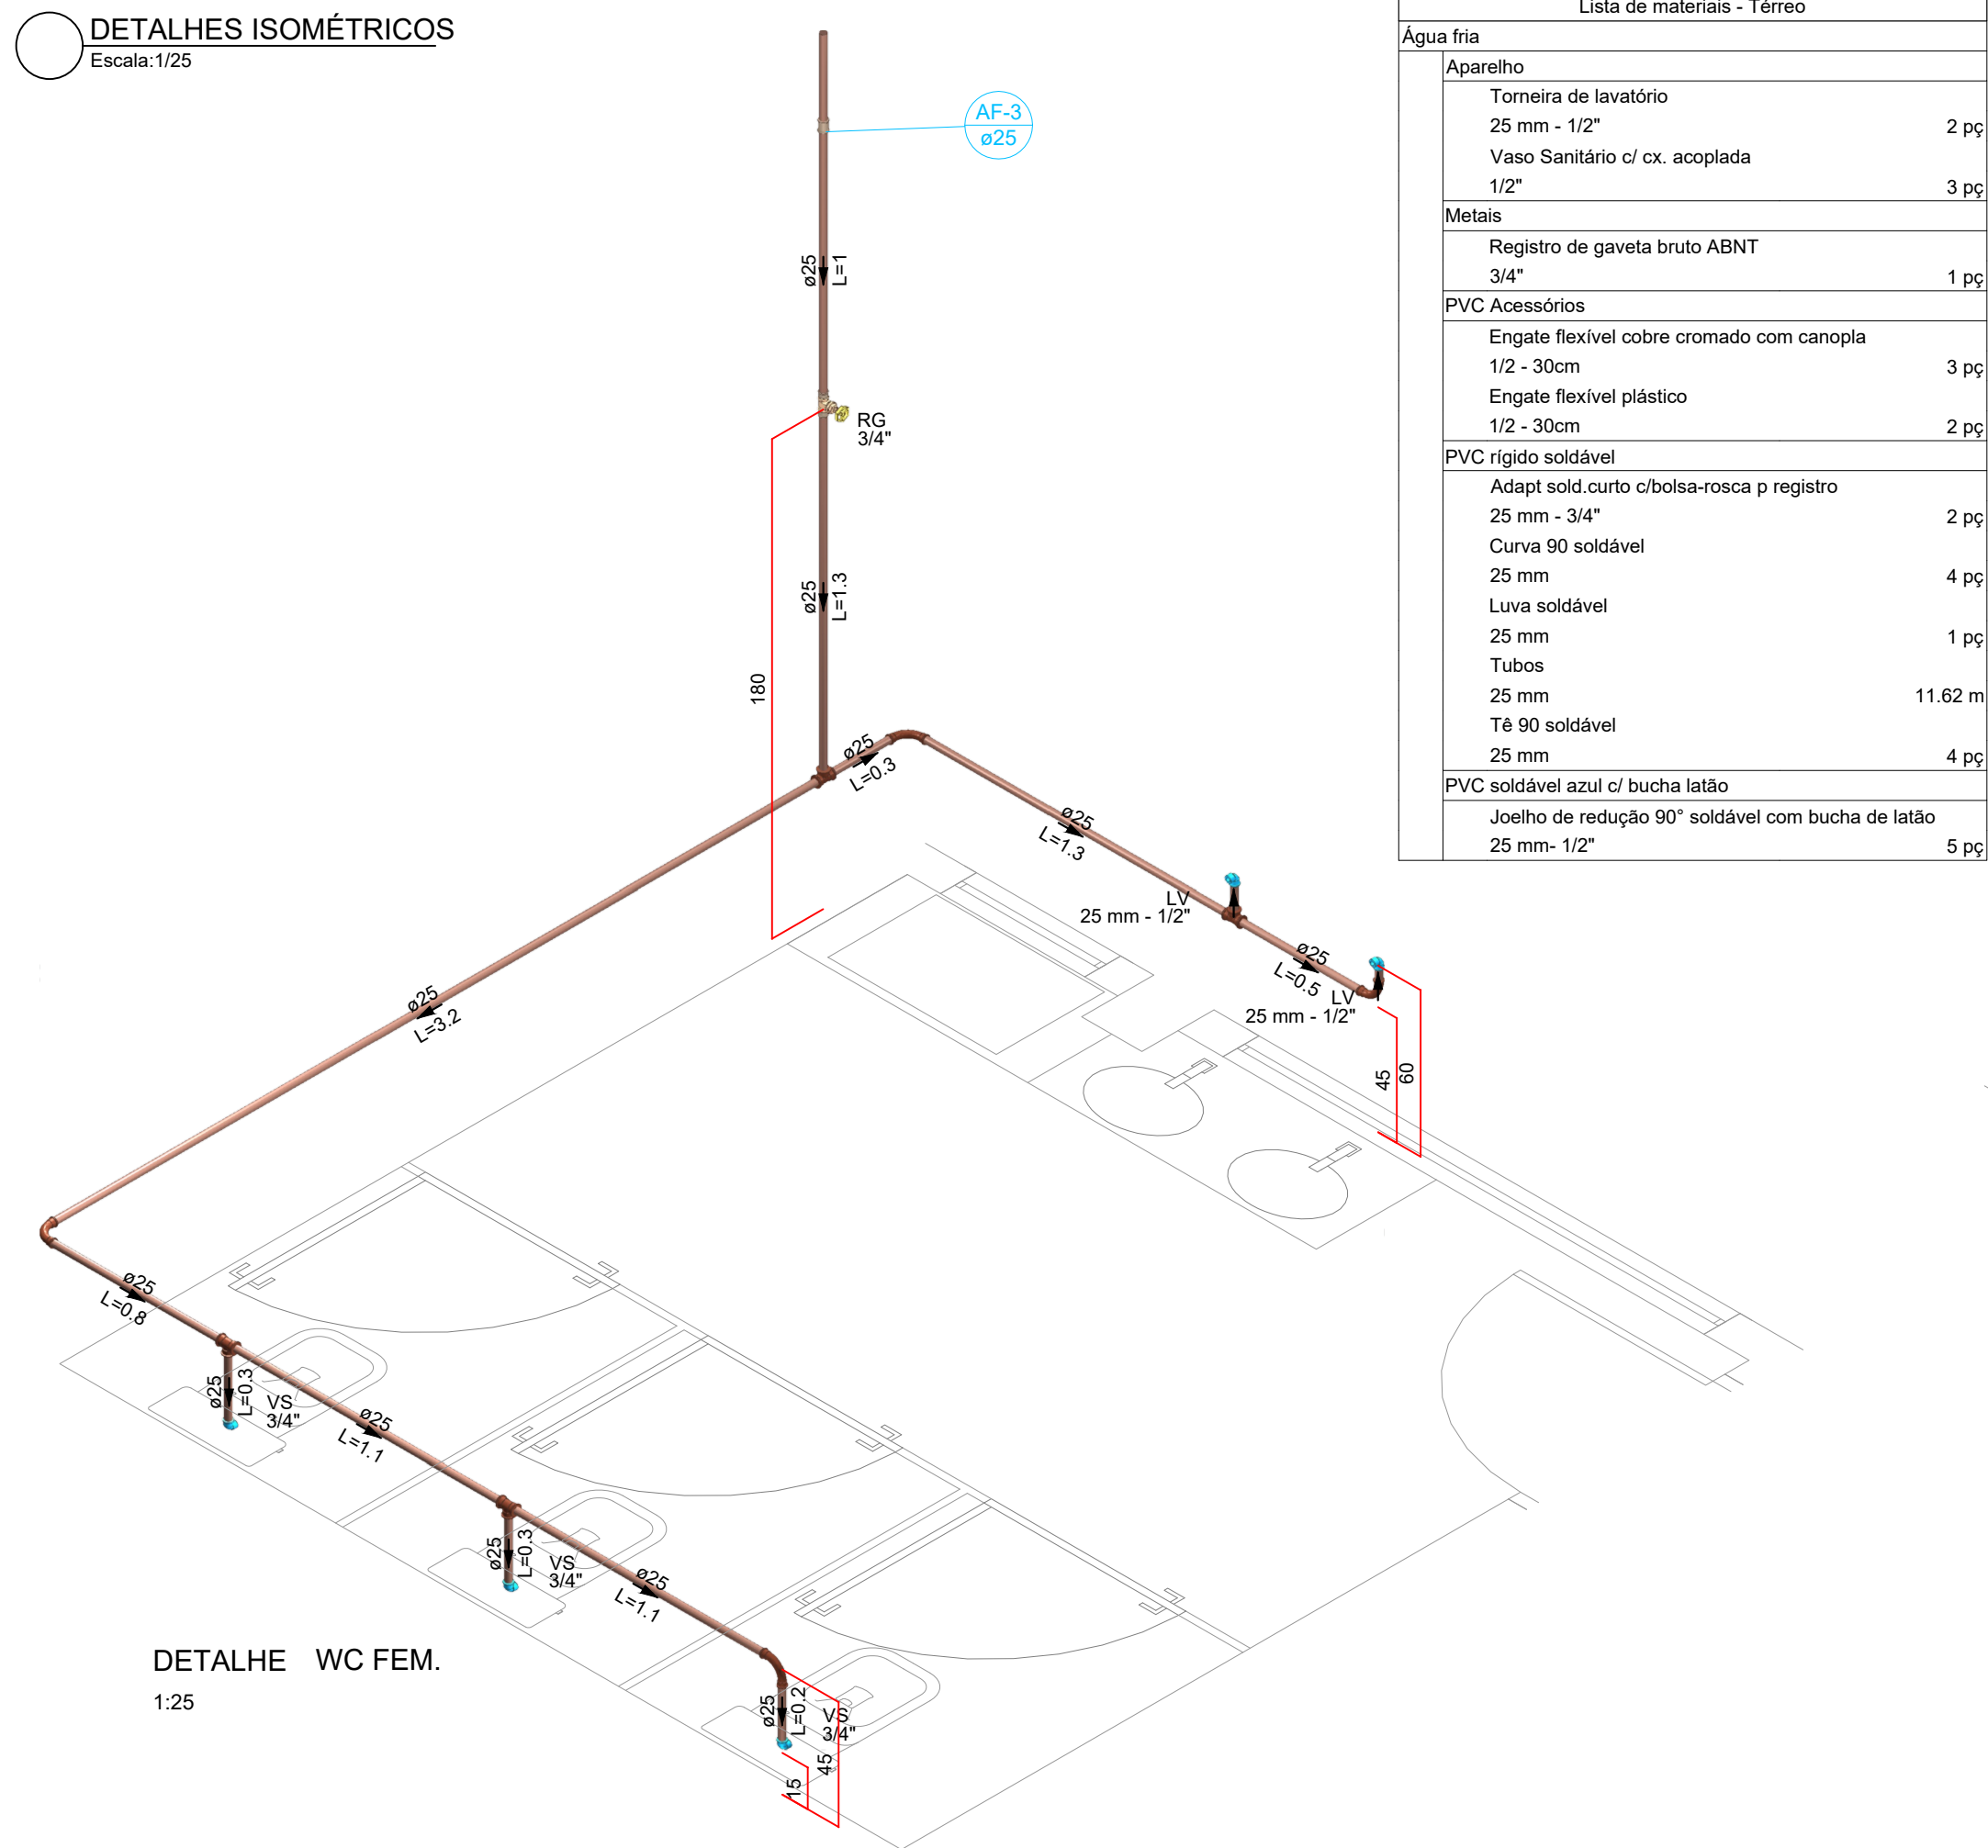 DETALHES ISOMÉTRICOS
Escala:1/25
AF-3
ø25
ø25
L=1
RG
3/4"
ø25
L=1.3
180
ø25
L=0.3
ø25
L=1.3
LV
25 mm - 1/2"
ø25
L=0.5
LV
25 mm - 1/2"
45
60
ø25
L=3.2
ø25
L=0.8
ø25
L=0.3
VS
3/4"
ø25
L=1.1
ø25
L=0.3
VS
3/4"
ø25
L=1.1
ø25
L=0.2
VS
3/4"
45
15
DETALHE WC FEM.
1:25
Lista de materiais - Térreo
Água fria
Aparelho
Torneira de lavatório
25 mm - 1/2" 2 pç
Vaso Sanitário c/ cx. acoplada
1/2" 3 pç
Metais
Registro de gaveta bruto ABNT
3/4" 1 pç
PVC Acessórios
Engate flexível cobre cromado com canopla
1/2 - 30cm 3 pç
Engate flexível plástico
1/2 - 30cm 2 pç
PVC rígido soldável
Adapt sold.curto c/bolsa-rosca p registro
25 mm - 3/4" 2 pç
Curva 90 soldável
25 mm 4 pç
Luva soldável
25 mm 1 pç
Tubos
25 mm 11.62 m
Tê 90 soldável
25 mm 4 pç
PVC soldável azul c/ bucha latão
Joelho de redução 90° soldável com bucha de latão
25 mm- 1/2" 5 pç